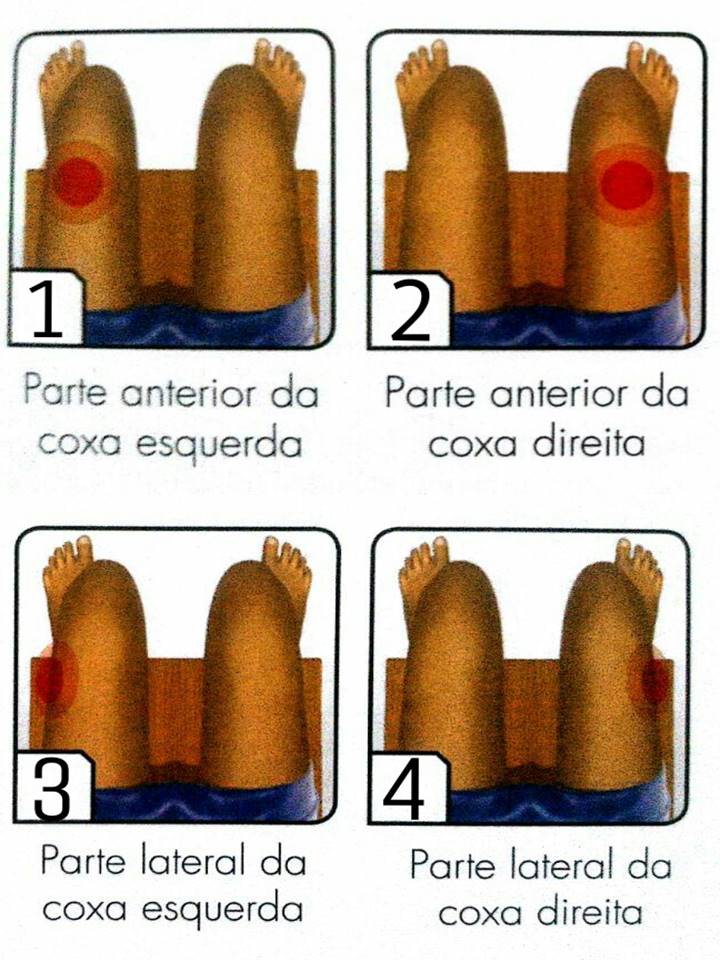 1
2
Parte anterior da
coxa esquerda
Parte anterior da
coxa direita
3
4
Parte lateral da
coxa esquerda
Parte lateral da
coxa direita